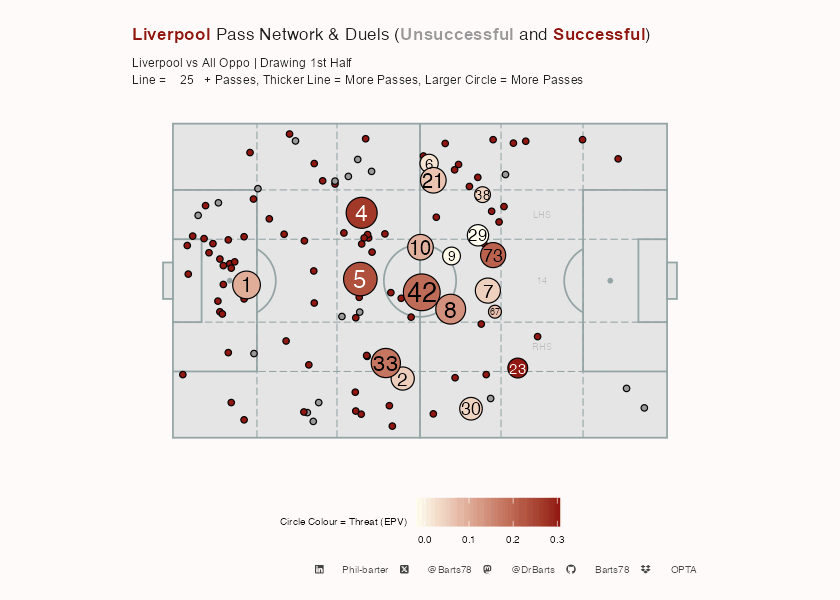 Liverpool Pass Network & Duels (Unsuccessful and Successful)
Liverpool vs All Oppo | Drawing 1st Half
Line = 25 + Passes, Thicker Line = More Passes, Larger Circle = More Passes
6
21
38
4
LHS
29
10
9
73
5
14
1
42
7
8
67
RHS
33
23
2
30
Circle Colour = Threat (EPV)
0.0 0.1 0.2 0.3
Phil-barter @Barts78 @DrBarts Barts78 OPTA